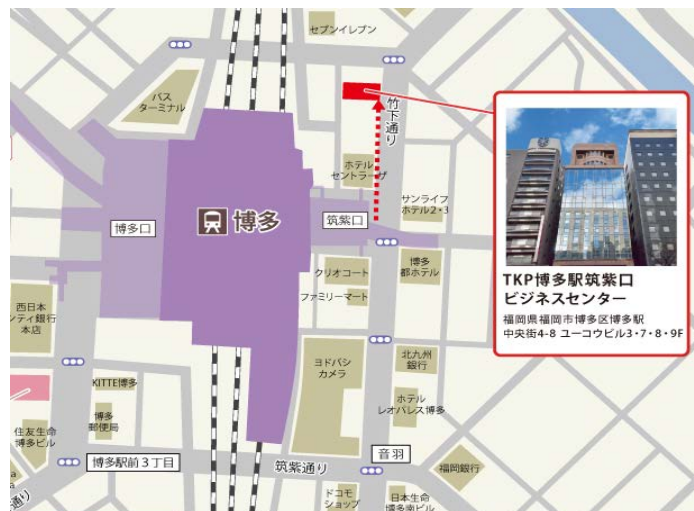 セブンイレブン
バス
ターミナル
竹下通り
ホテル
セントラーザ
サンライフ
ホテル2・3
博多口
博多
筑紫口
博多
都ホテル
クリオコート
ファミリーマート
TKP博多駅筑紫口
ビジネスセンター
福岡県福岡市博多区博多駅
中央街4-8 ユーコウビル3・7・8・9F
西日本
シティ銀行
本店
ヨドバシ
カメラ
北九州
銀行
KITTE博多
博多
郵便局
ホテル
レオパレス博多
住友生命
博多ビル
博多駅前3丁目
筑紫通り
音羽
福岡銀行
ドコモ
ショップ
日本生命
博多南ビル
通り